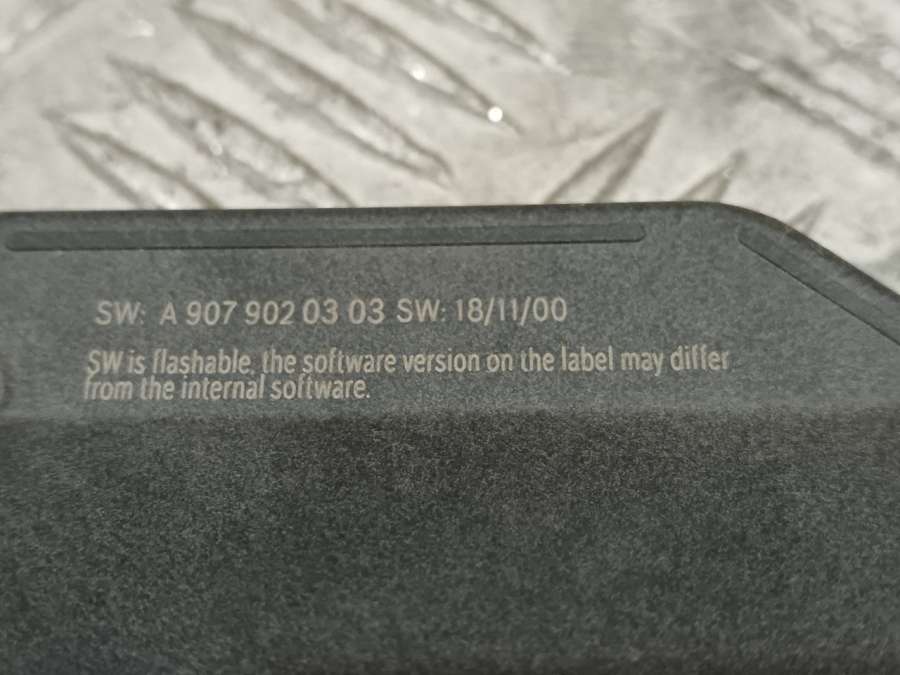 SW: A 907 902 03 03 SW: 18/11/00
SW is flashable. the software version on the label may differ
from the internal software.